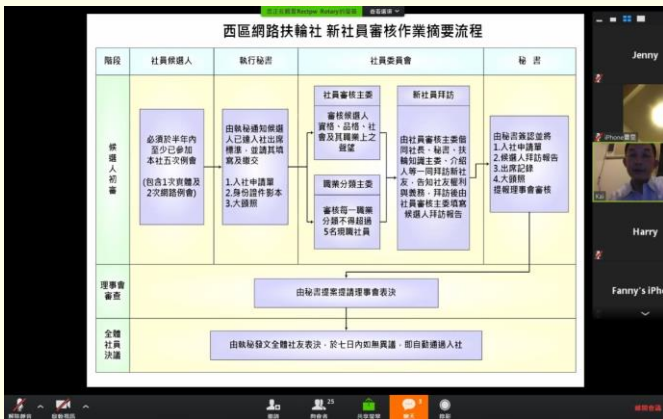 西區網路扶輪社 新社員審核作業摘要流程
階段
社員候選人
執行秘書
社員委員會
秘 書
候選人初審
必須於半年內
至少已參加
本社五次例會
(包含1次實體及
2次網路例會)
由執秘通知候選
人已達入社出席
標準，並請其填
寫及繳交
1.入社申請單
2.身份證件影本
3.大頭照
社員審核主委
審核候選人
資格、品格、社
會及其職業上之
聲望
職業分類主委
審核每一職業
分類不得超過
5名現職社員
新社員拜訪
由社員審核主委偕
同社長、秘書、扶
輪知識主委、介紹
人等一同拜訪新社
友，告知社友權利
與義務，拜訪後由
社員審核主委填寫
候選人拜訪報告
由秘書簽認並將
1.入社申請單
2.候選人拜訪報告
3.出席記錄
4.大頭照
提報理事會審核
理事會
審查
由秘書提案提請理事會表決
全體
社員
決議
由執秘發文全體社友表決，於七日內如無異議，即自動通過入社
Jenny
iPhone
Kai
Harry
Fanny's iPh
25